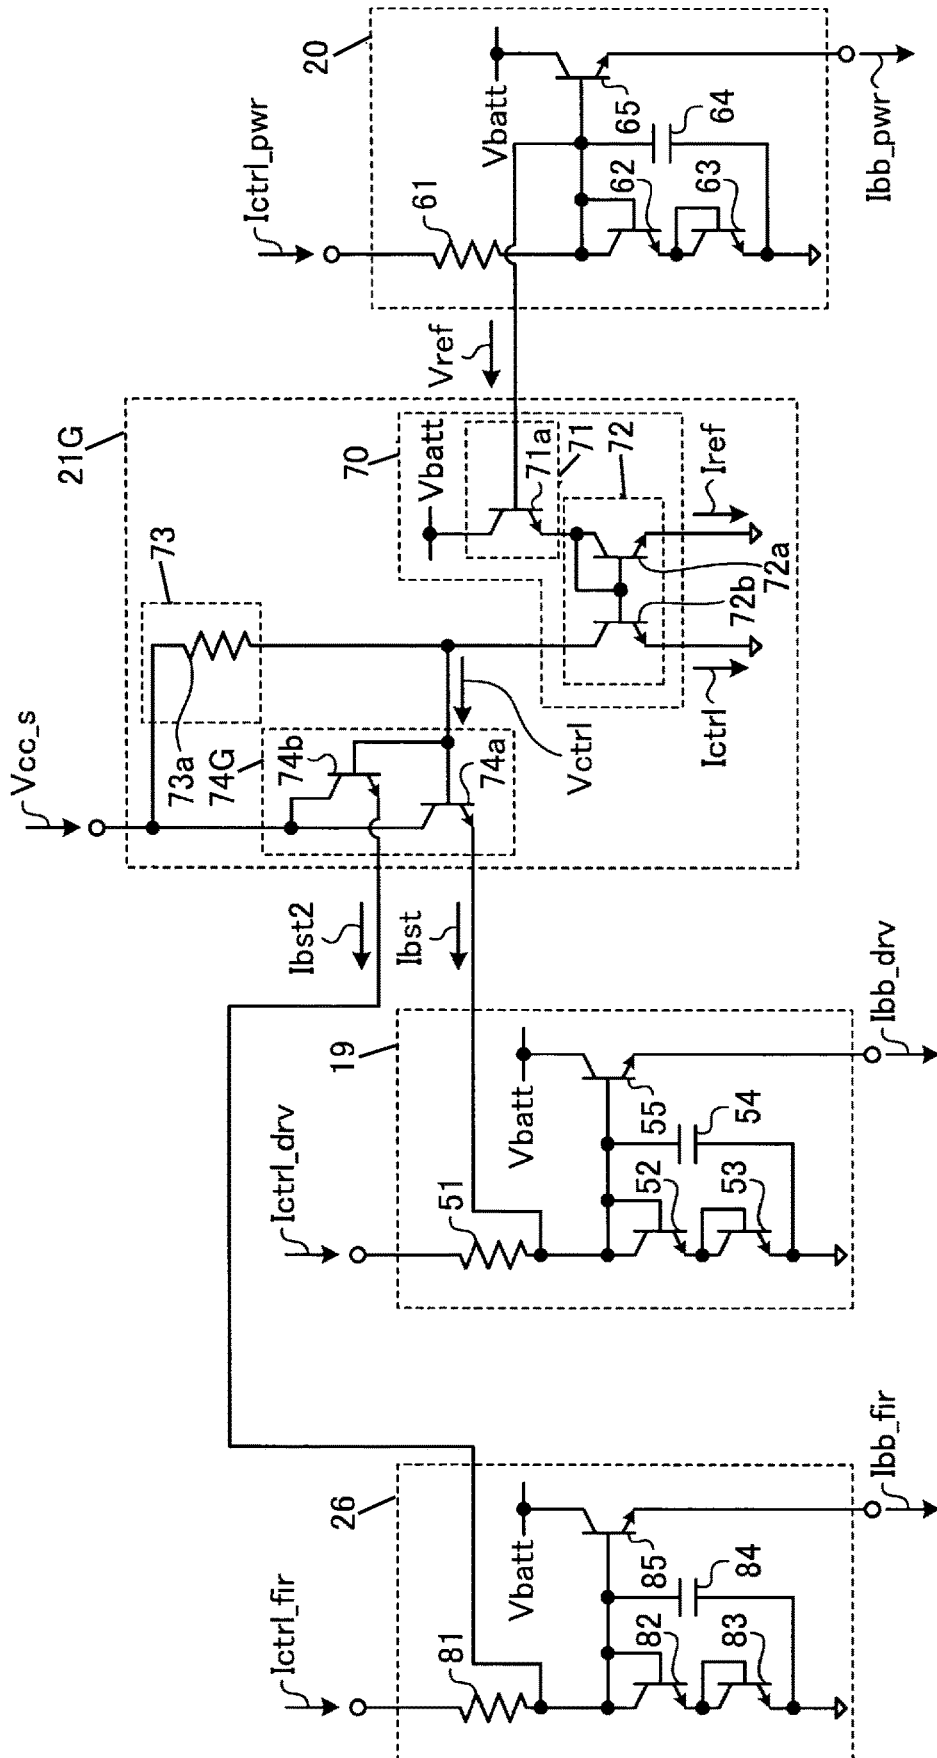 Ictrl_fir
26
81
Vbatt
82
83
84
85
Ibb_fir
Ictrl_drv
19
51
Vbatt
52
53
54
55
Ibb_drv
Ibst2
Ibst
Vcc_s
21G
73
73a
74G
74b
74a
Vctrl
70
Vbatt
71a
71
72
72b
72a
Ictrl
Iref
Vref
Ictrl_pwr
20
61
Vbatt
62
63
64
65
Ibb_pwr